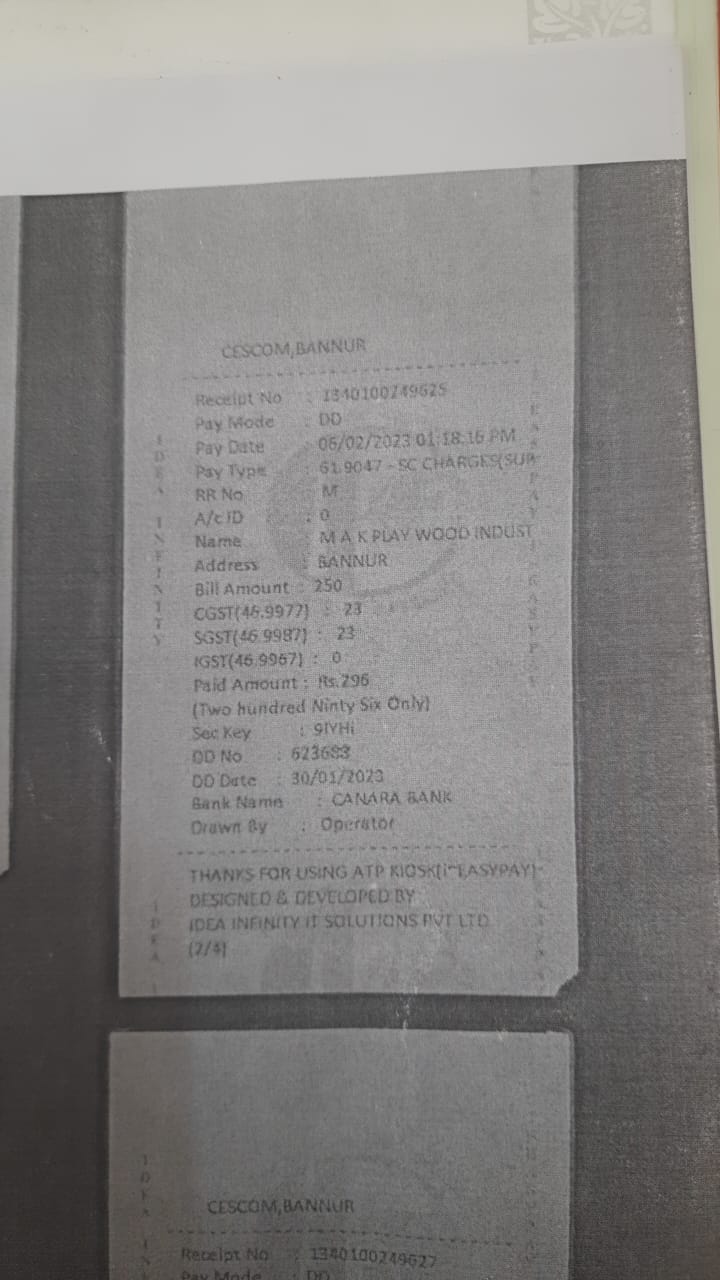 CESCOM,BANNUR
Receipt No : 1340100249625
Pay Mode : DD
Pay Date : 06/02/2023 01:18:16 PM
Pay Type : 61.9047 - SC CHARGES(SUP
RR No : M
A/c ID : 0
Name : M A K PLAY WOOD INDUST
Address : BANNUR
Bill Amount : 250
CGST(46.9977) : 23
SGST(46.9987) : 23
IGST(46.9967) : 0
Paid Amount : Rs.296
(Two hundred Ninty Six Only)
Sec Key : 9IYHi
DD No : 623683
DD Date : 30/01/2023
Bank Name : CANARA BANK
Drawn By : Operator
THANKS FOR USING ATP KIOSK[i~EASYPAY]
DESIGNED & DEVELOPED BY
IDEA INFINITY IT SOLUTIONS PVT LTD
(2/4)
CESCOM,BANNUR
Receipt No : 1340100249627
Pay Mode : DD